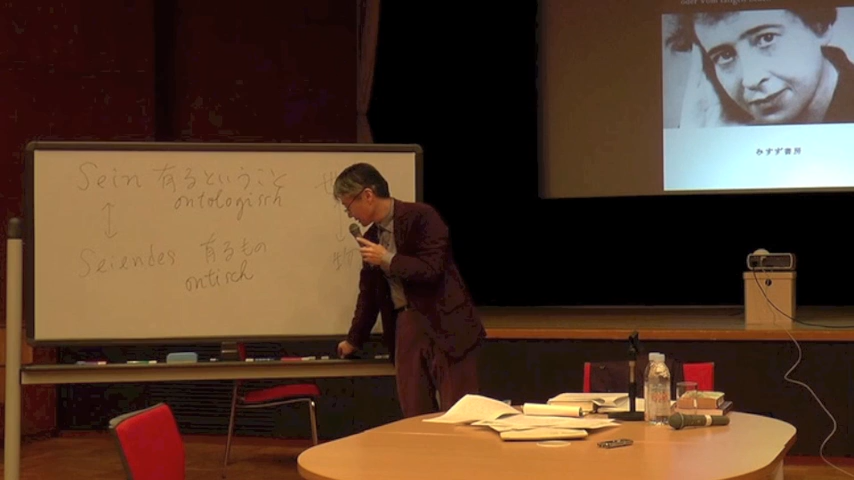 Sein 有るということ
ontologisch
Seiendes 有るもの
ontisch
物
みすず書房